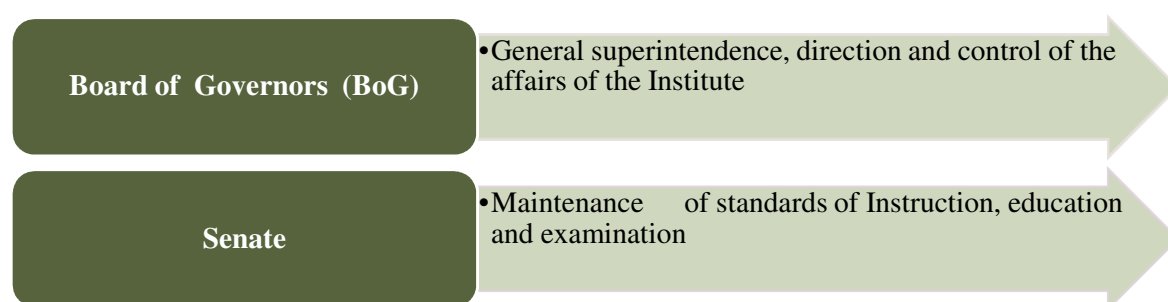 Board of Governors (BoG)
•General superintendence, direction and control of the
affairs of the Institute
Senate
•Maintenance of standards of Instruction, education
and examination